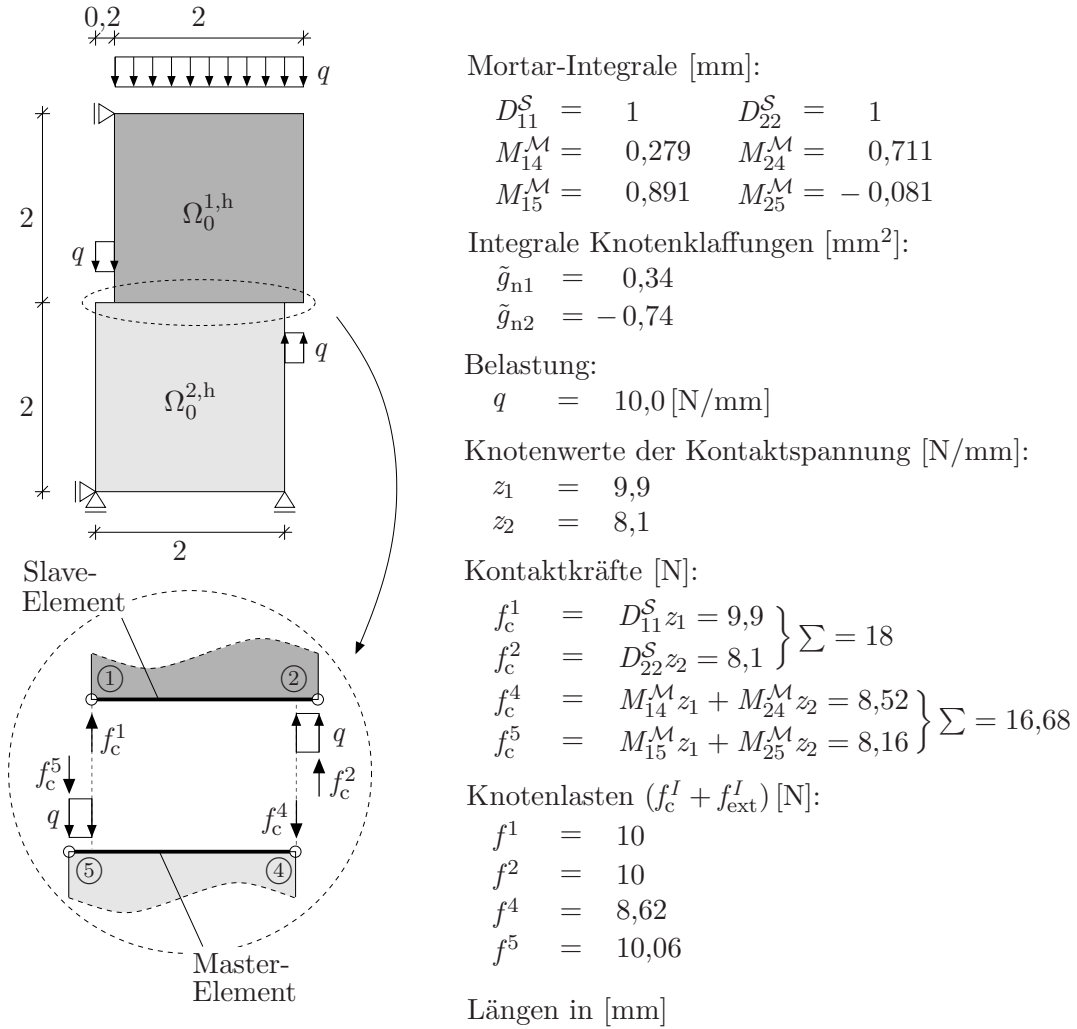 0,2
2
q
2
Ω_0^{1,h}
q
q
2
Ω_0^{2,h}
2
Slave-
Element
1
2
f_c^1
q
f_c^5
f_c^2
q
f_c^4
5
4
Master-
Element
Mortar-Integrale [mm]:
D_{11}^𝒮 = 1 D_{22}^𝒮 = 1
M_{14}^ℳ = 0,279 M_{24}^ℳ = 0,711
M_{15}^ℳ = 0,891 M_{25}^ℳ = − 0,081
Integrale Knotenklaffungen [mm²]:
g̃_{n1} = 0,34
g̃_{n2} = − 0,74
Belastung:
q = 10,0 [N/mm]
Knotenwerte der Kontaktspannung [N/mm]:
z_1 = 9,9
z_2 = 8,1
Kontaktkräfte [N]:
f_c^1 = D_{11}^𝒮 z_1 = 9,9
f_c^2 = D_{22}^𝒮 z_2 = 8,1
∑ = 18
f_c^4 = M_{14}^ℳ z_1 + M_{24}^ℳ z_2 = 8,52
f_c^5 = M_{15}^ℳ z_1 + M_{25}^ℳ z_2 = 8,16
∑ = 16,68
Knotenlasten (f_c^I + f_{ext}^I) [N]:
f^1 = 10
f^2 = 10
f^4 = 8,62
f^5 = 10,06
Längen in [mm]